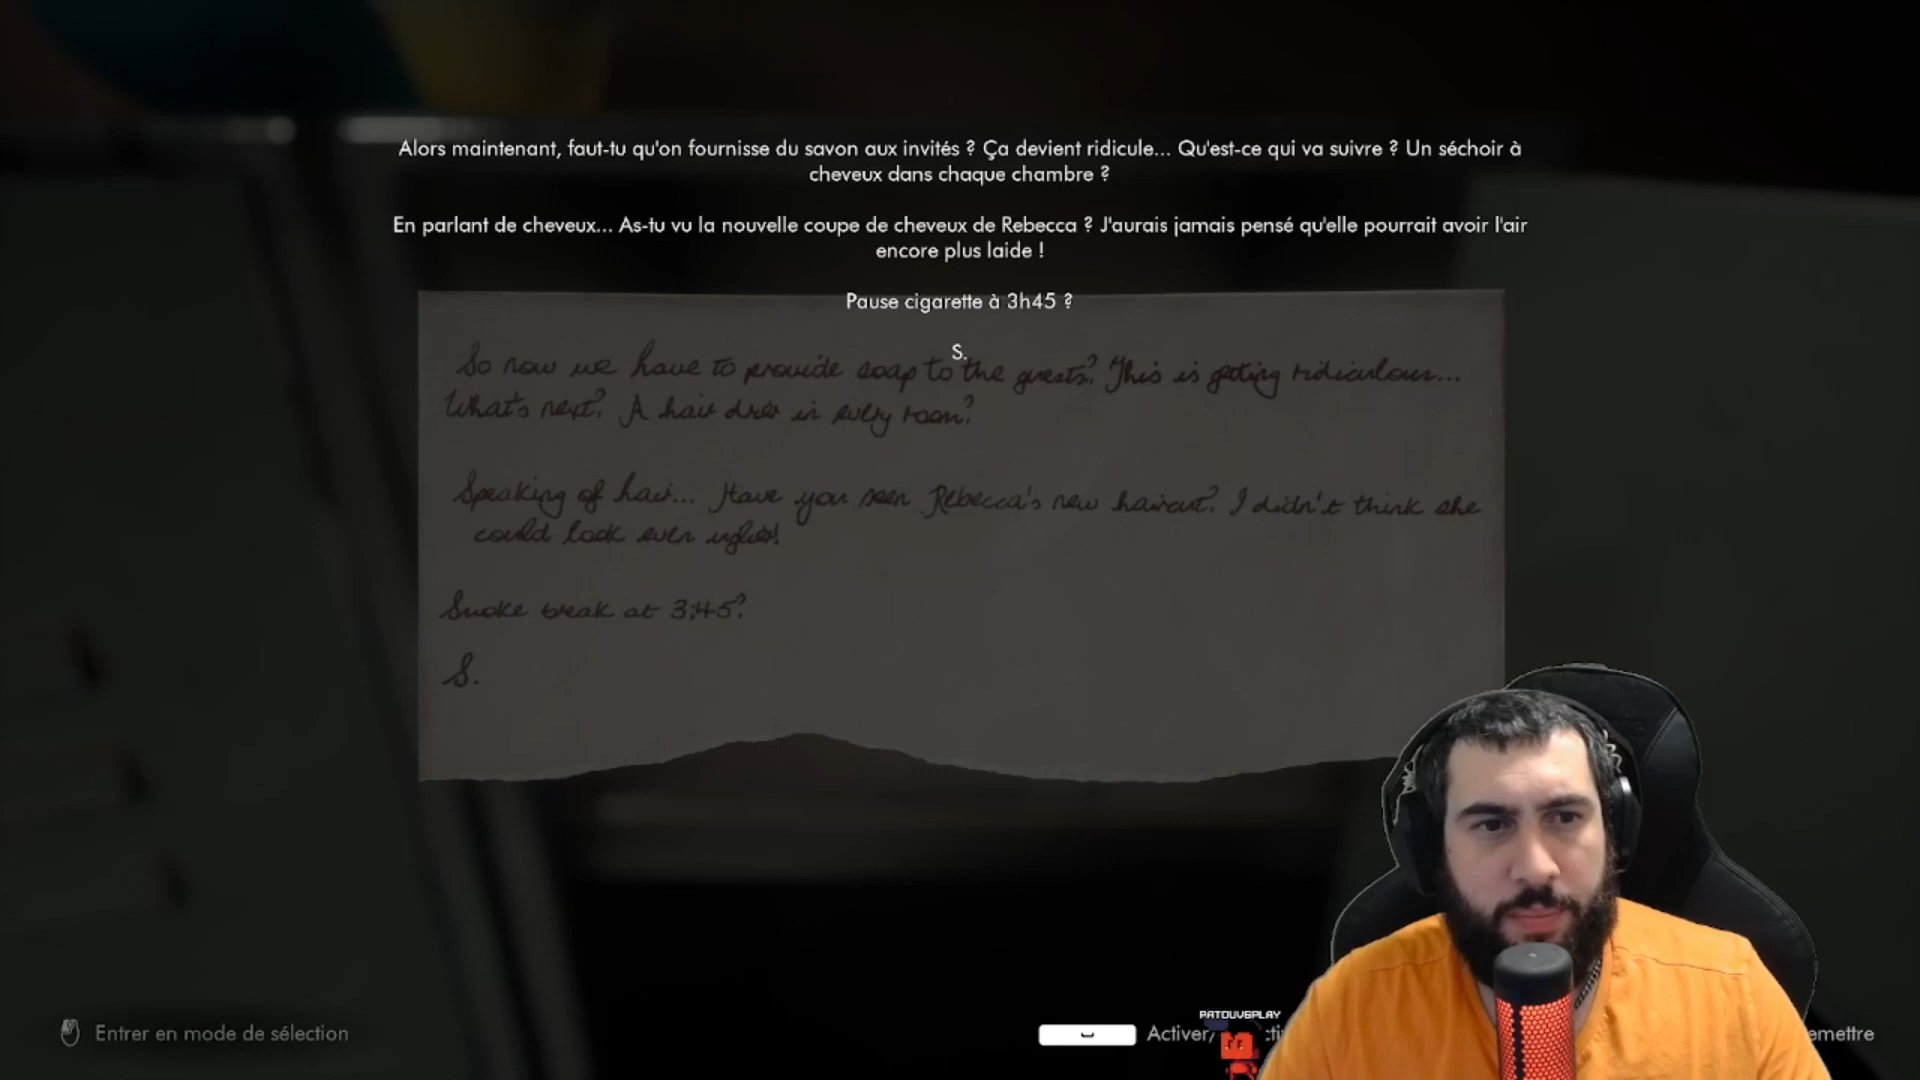 Alors maintenant, faut-tu qu'on fournisse du savon aux invités ? Ça devient ridicule... Qu'est-ce qui va suivre ? Un séchoir à
cheveux dans chaque chambre ?
En parlant de cheveux... As-tu vu la nouvelle coupe de cheveux de Rebecca ? J'aurais jamais pensé qu'elle pourrait avoir l'air
encore plus laide !
Pause cigarette à 3h45 ?
S.
So now we have to provide soap to the guests? This is getting ridiculous...
What's next? A hair drier in every room?
Speaking of hair... Have you seen Rebecca's new haircut? I didn't think she
could look even uglier!
Smoke break at 3:45?
S.
PATOUVGPLAY
Entrer en mode de sélection
Activer/